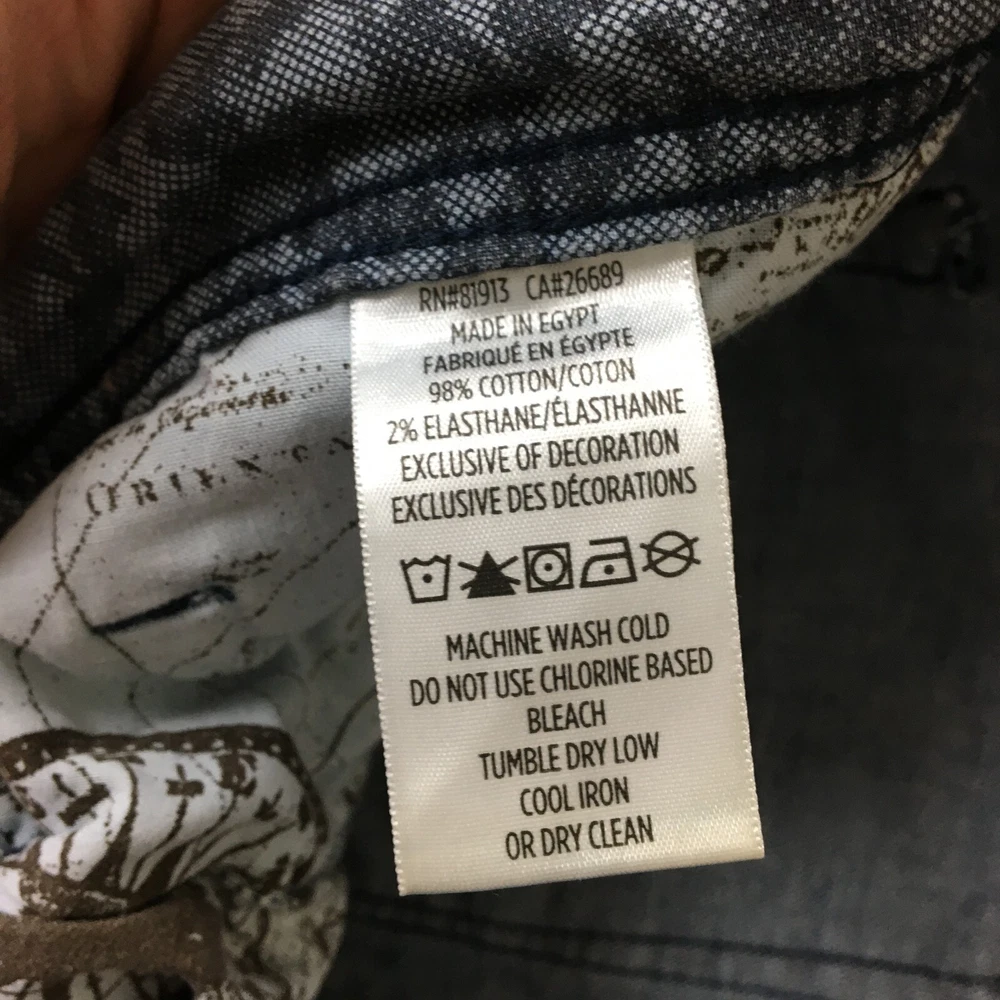 RN#81913 CA#26689
MADE IN EGYPT
FABRIQUÉ EN ÉGYPTE
98% COTTON/COTON
2% ELASTHANE/ÉLASTHANNE
EXCLUSIVE OF DECORATION
EXCLUSIVE DES DÉCORATIONS
MACHINE WASH COLD
DO NOT USE CHLORINE BASED
BLEACH
TUMBLE DRY LOW
COOL IRON
OR DRY CLEAN